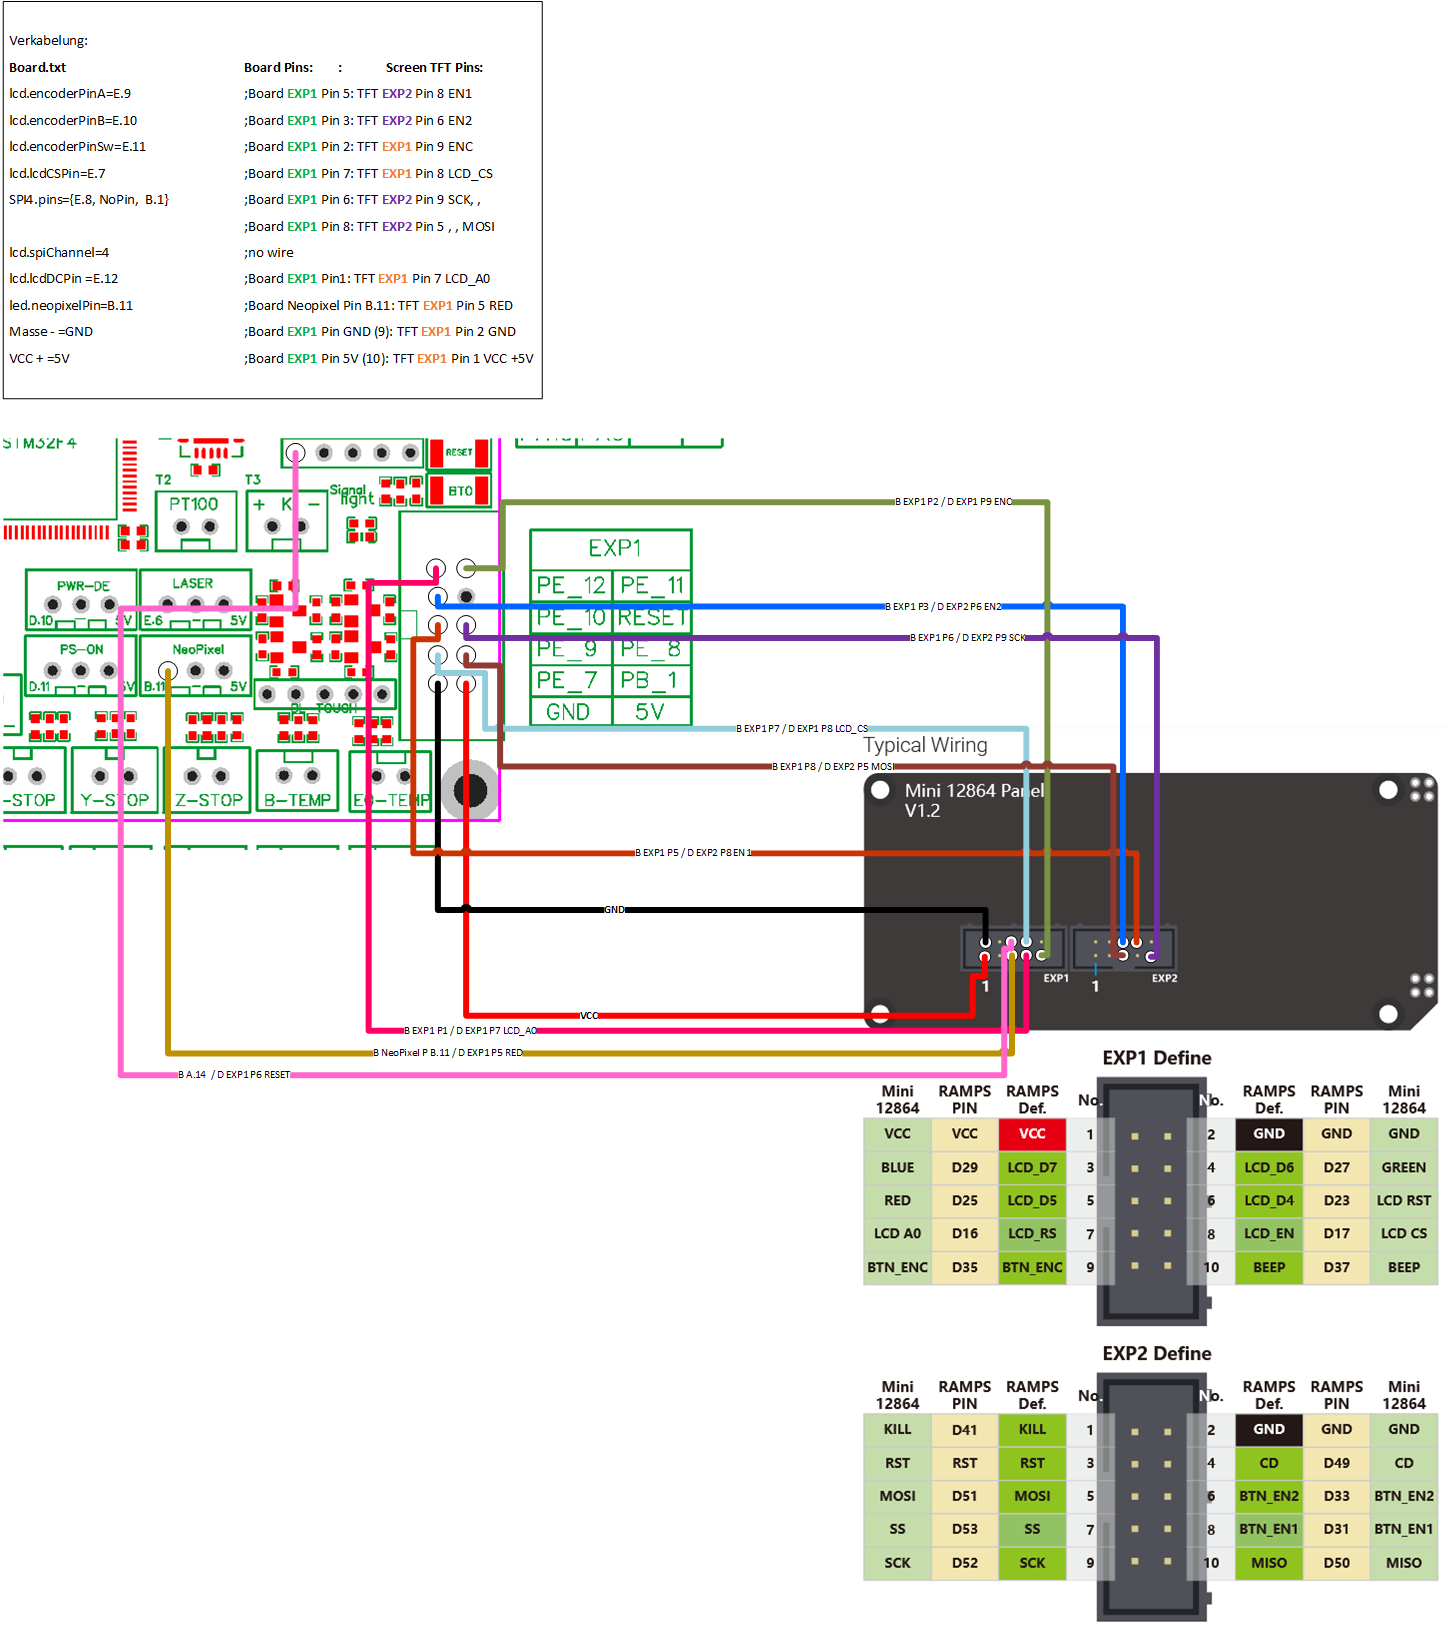 Verkabelung:
Board.txt Board Pins: : Screen TFT Pins:
lcd.encoderPinA=E.9 ;Board EXP1 Pin 5: TFT EXP2 Pin 8 EN1
lcd.encoderPinB=E.10 ;Board EXP1 Pin 3: TFT EXP2 Pin 6 EN2
lcd.encoderPinSw=E.11 ;Board EXP1 Pin 2: TFT EXP1 Pin 9 ENC
lcd.lcdCSPin=E.7 ;Board EXP1 Pin 7: TFT EXP1 Pin 8 LCD_CS
SPI4.pins={E.8, NoPin, B.1} ;Board EXP1 Pin 6: TFT EXP2 Pin 9 SCK, ,
;Board EXP1 Pin 8: TFT EXP2 Pin 5 , , MOSI
lcd.spiChannel=4 ;no wire
lcd.lcdDCPin =E.12 ;Board EXP1 Pin1: TFT EXP1 Pin 7 LCD_A0
led.neopixelPin=B.11 ;Board Neopixel Pin B.11: TFT EXP1 Pin 5 RED
Masse - =GND ;Board EXP1 Pin GND (9): TFT EXP1 Pin 2 GND
VCC + =5V ;Board EXP1 Pin 5V (10): TFT EXP1 Pin 1 VCC +5V
STM32F4
RESET
T2 T3
Signal
light
BTO
PT100 + K -
B EXP1 P2 / D EXP1 P9 ENC
EXP1
PE_12 PE_11
PE_10 RESET
PE_9 PE_8
PE_7 PB_1
GND 5V
PWR-DE LASER
D.10 5V E.6 5V
B EXP1 P3 / D EXP2 P6 EN2
B EXP1 P6 / D EXP2 P9 SCK
PS-ON NeoPixel
D.11 5V B.11 5V
BL_TOUCH
B EXP1 P7 / D EXP1 P8 LCD_CS
Typical Wiring
B EXP1 P8 / D EXP2 P5 MOSI
-STOP Y-STOP Z-STOP B-TEMP E0-TEMP
Mini 12864 Panel
V1.2
B EXP1 P5 / D EXP2 P8 EN 1
GND
EXP1 EXP2
1 1
VCC
B EXP1 P1 / D EXP1 P7 LCD_A0
B NeoPixel P B.11 / D EXP1 P5 RED
B A.14 / D EXP1 P6 RESET
EXP1 Define
Mini 12864 RAMPS PIN RAMPS Def. No. No. RAMPS Def. RAMPS PIN Mini 12864
VCC VCC VCC 1 2 GND GND GND
BLUE D29 LCD_D7 3 4 LCD_D6 D27 GREEN
RED D25 LCD_D5 5 6 LCD_D4 D23 LCD RST
LCD A0 D16 LCD_RS 7 8 LCD_EN D17 LCD CS
BTN_ENC D35 BTN_ENC 9 10 BEEP D37 BEEP
EXP2 Define
Mini 12864 RAMPS PIN RAMPS Def. No. No. RAMPS Def. RAMPS PIN Mini 12864
KILL D41 KILL 1 2 GND GND GND
RST RST RST 3 4 CD D49 CD
MOSI D51 MOSI 5 6 BTN_EN2 D33 BTN_EN2
SS D53 SS 7 8 BTN_EN1 D31 BTN_EN1
SCK D52 SCK 9 10 MISO D50 MISO